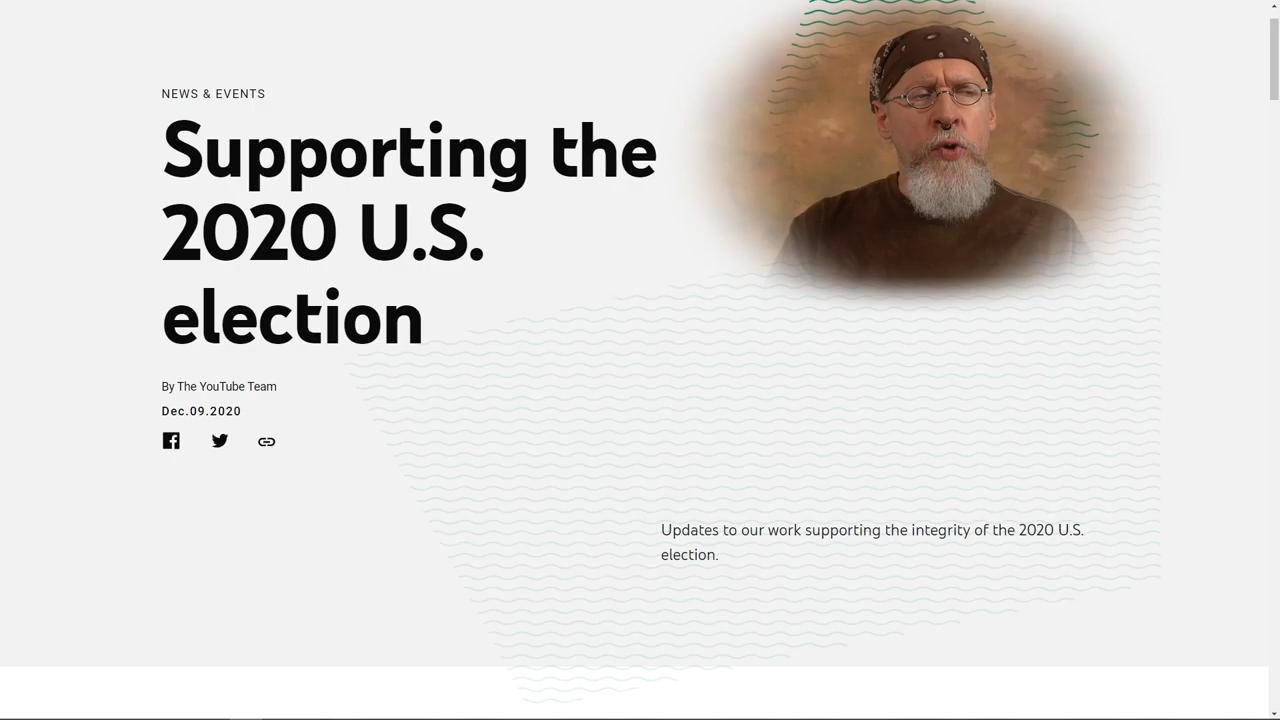 NEWS & EVENTS
Supporting the
2020 U.S.
election
By The YouTube Team
Dec.09.2020
Updates to our work supporting the integrity of the 2020 U.S.
election.